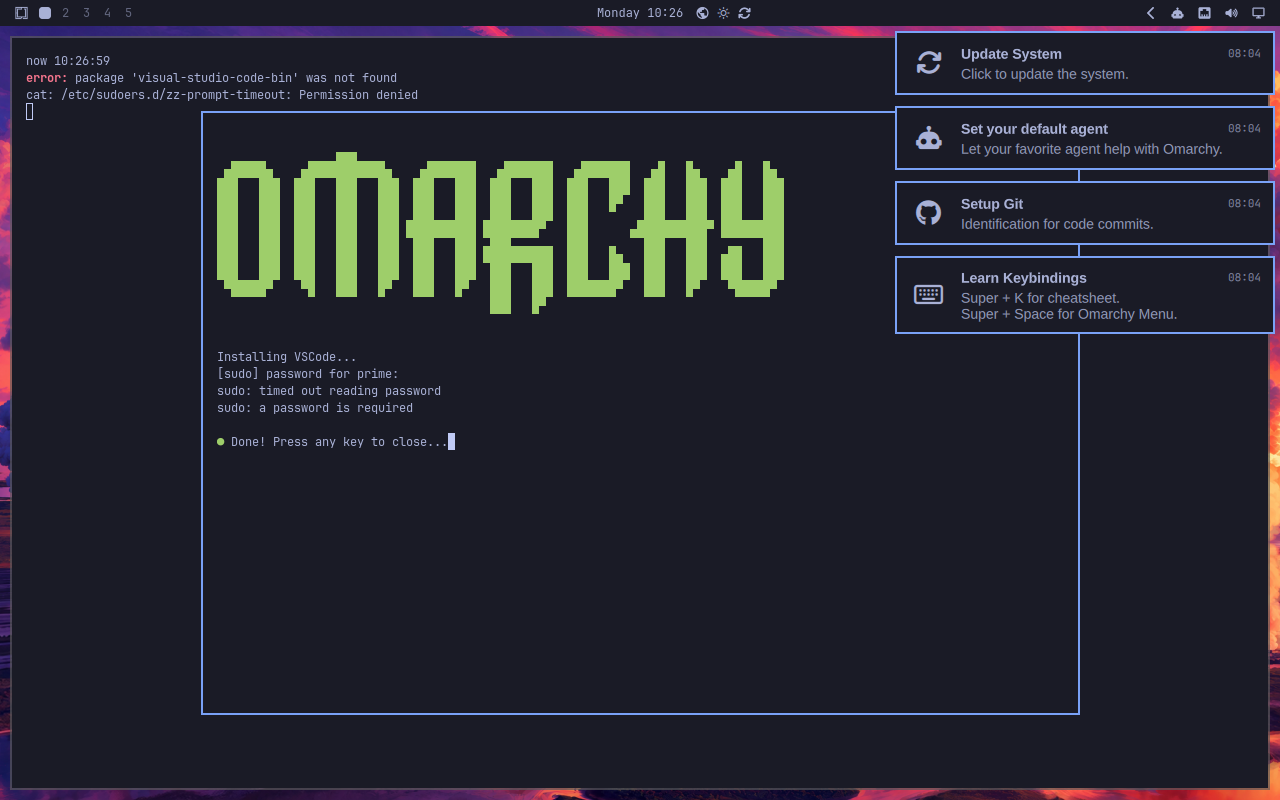 2 3 4 5
Monday 10:26
now 10:26:59
error: package 'visual-studio-code-bin' was not found
cat: /etc/sudoers.d/zz-prompt-timeout: Permission denied
OMARCHY
Installing VSCode...
[sudo] password for prime:
sudo: timed out reading password
sudo: a password is required
● Done! Press any key to close...
Update System 08:04
Click to update the system.
Set your default agent 08:04
Let your favorite agent help with Omarchy.
Setup Git 08:04
Identification for code commits.
Learn Keybindings 08:04
Super + K for cheatsheet.
Super + Space for Omarchy Menu.